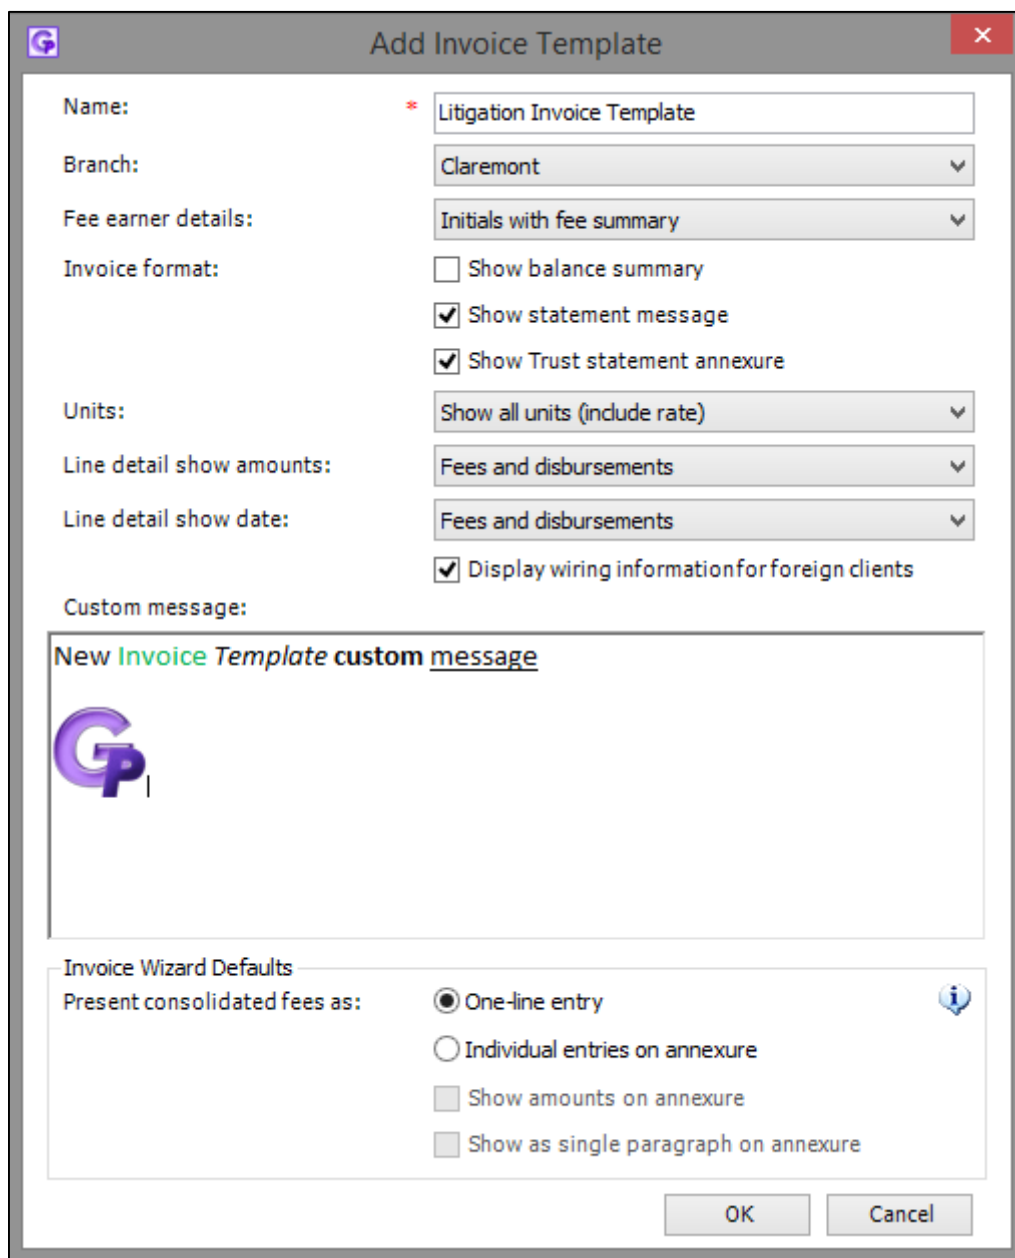 GP
Add Invoice Template
Name: * Litigation Invoice Template
Branch: Claremont
Fee earner details: Initials with fee summary
Invoice format: Show balance summary
Show statement message
Show Trust statement annexure
Units: Show all units (include rate)
Line detail show amounts: Fees and disbursements
Line detail show date: Fees and disbursements
Display wiring information for foreign clients
Custom message:
New Invoice Template custom message
GP
Invoice Wizard Defaults
Present consolidated fees as: One-line entry
Individual entries on annexure
Show amounts on annexure
Show as single paragraph on annexure
OK Cancel